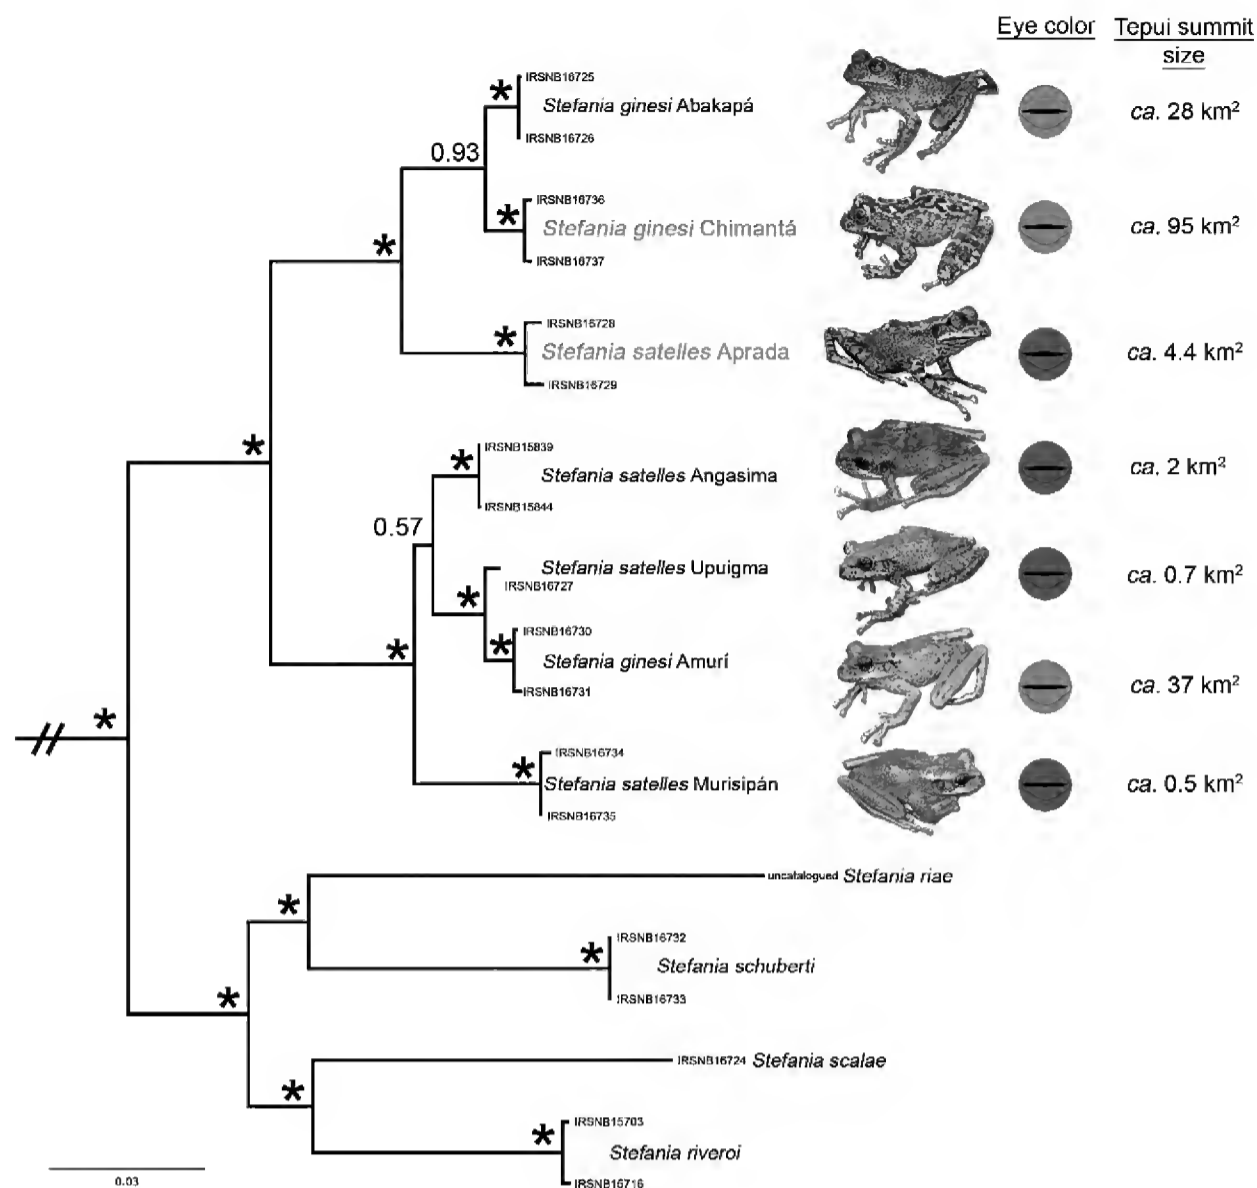 Eye color
Tepui summit
size
IRSNB16725
Stefania ginesi Abakapá
IRSNB16726
ca. 28 km²
0.93
IRSNB16736
Stefania ginesi Chimantá
IRSNB16737
ca. 95 km²
IRSNB16728
Stefania satelles Aprada
IRSNB16729
ca. 4.4 km²
IRSNB15839
Stefania satelles Angasima
IRSNB15844
ca. 2 km²
0.57
Stefania satelles Upuigma
IRSNB16727
ca. 0.7 km²
IRSNB16730
Stefania ginesi Amurí
IRSNB16731
ca. 37 km²
IRSNB16734
Stefania satelles Murisipán
IRSNB16735
ca. 0.5 km²
uncatalogued Stefania riae
IRSNB16732
Stefania schuberti
IRSNB16733
IRSNB16724 Stefania scalae
IRSNB15703
Stefania riveroi
IRSNB15716
0.03